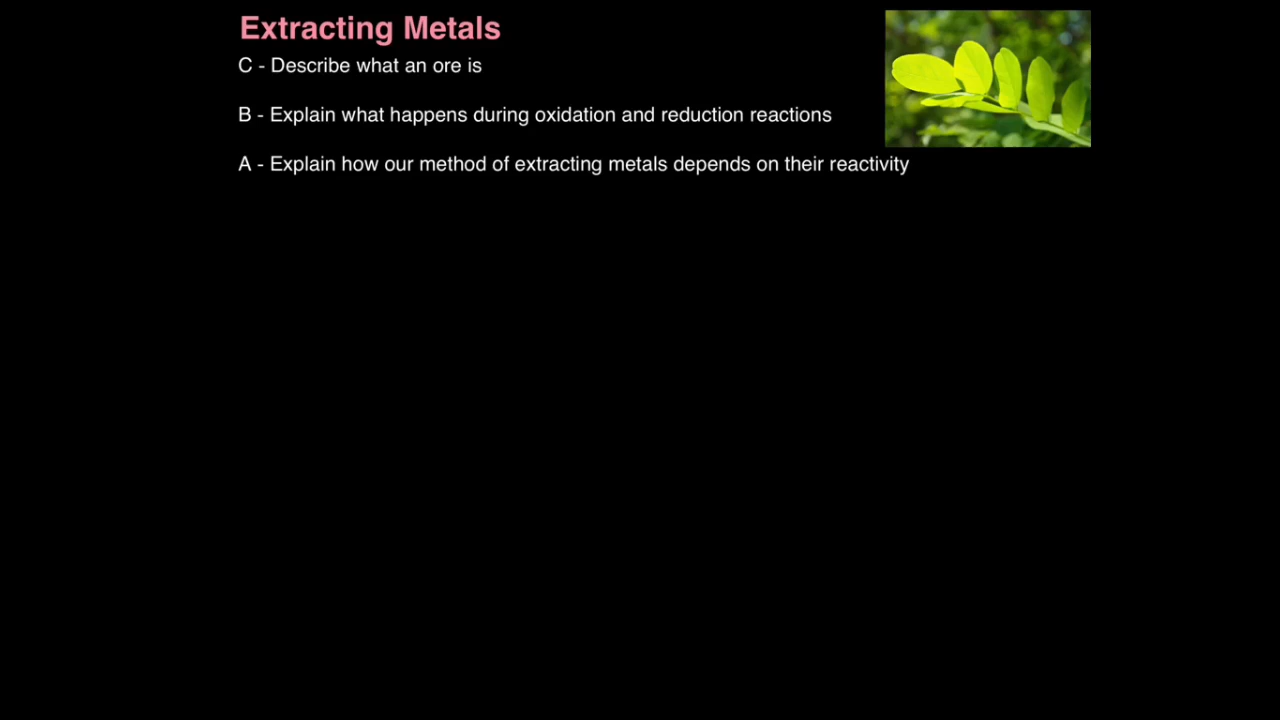 Extracting Metals
C - Describe what an ore is
B - Explain what happens during oxidation and reduction reactions
A - Explain how our method of extracting metals depends on their reactivity